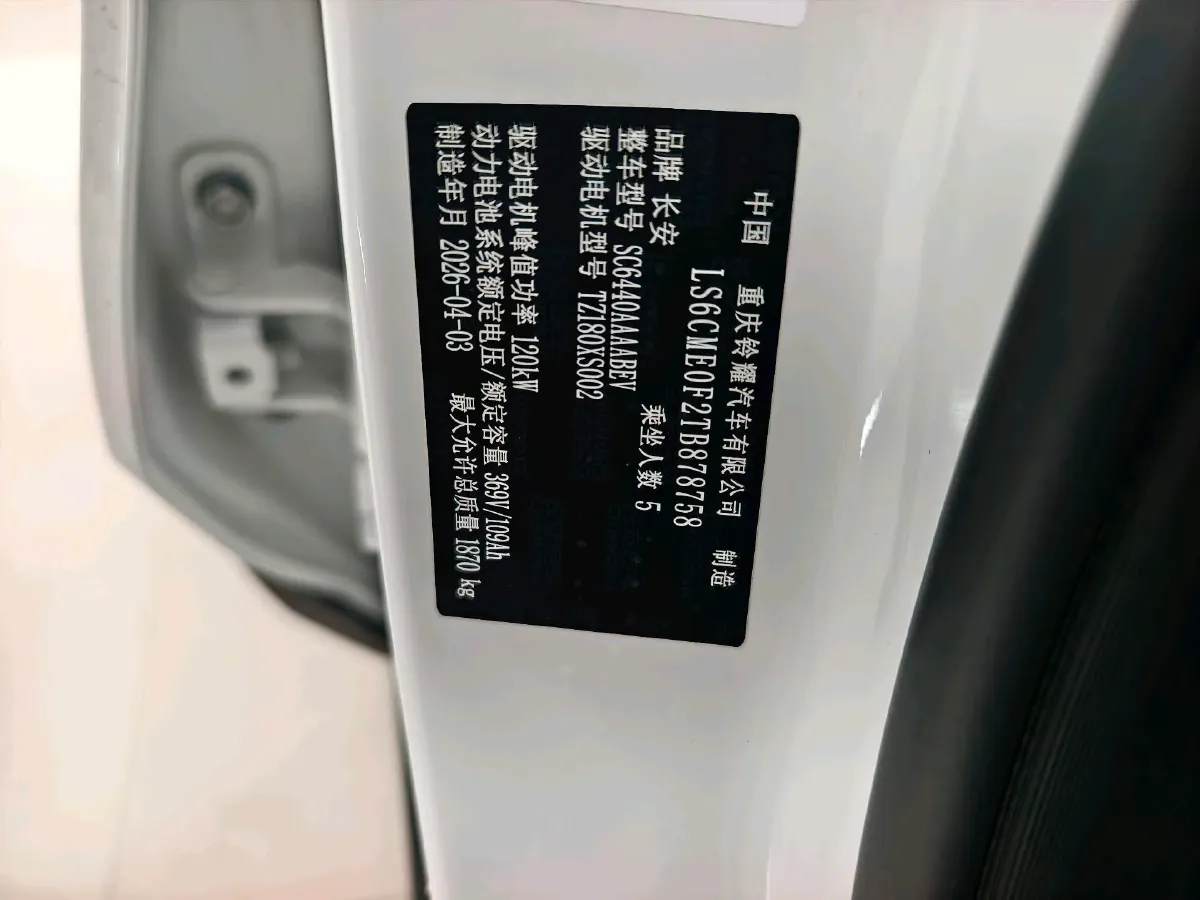 中国 重庆铃耀汽车有限公司 制造
LS6CME0F2TB878758
品牌 长安
整车型号 SC6440AAAABEV 乘坐人数 5
驱动电机型号 TZ180XS002
驱动电机峰值功率 120kW
动力电池系统额定电压/额定容量 369V/109Ah
制造年月 2026-04-03 最大允许总质量 1870 kg